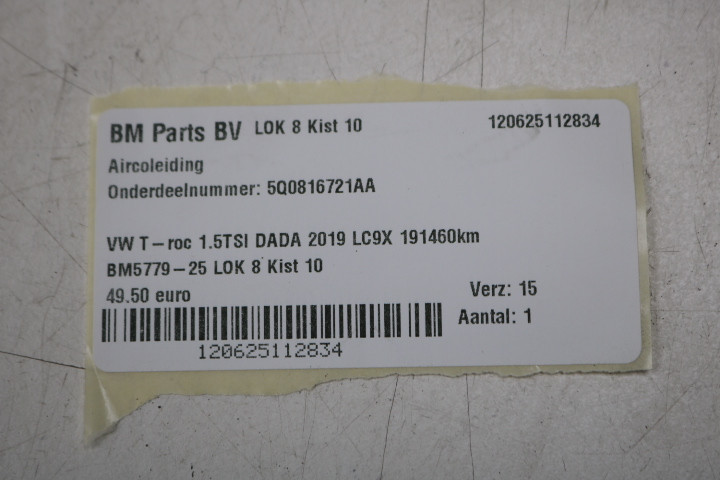 BM Parts BV LOK 8 Kist 10 120625112834
Aircoleiding
Onderdeelnummer: 5Q0816721AA
VW T-roc 1.5TSI DADA 2019 LC9X 191460km
BM5779-25 LOK 8 Kist 10
49.50 euro Verz: 15
Aantal: 1
120625112834